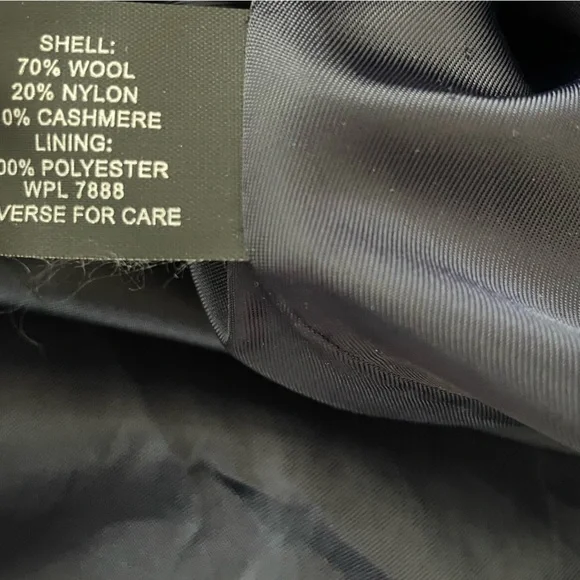 SHELL:
70% WOOL
20% NYLON
0% CASHMERE
LINING:
00% POLYESTER
WPL 7888
VERSE FOR CARE